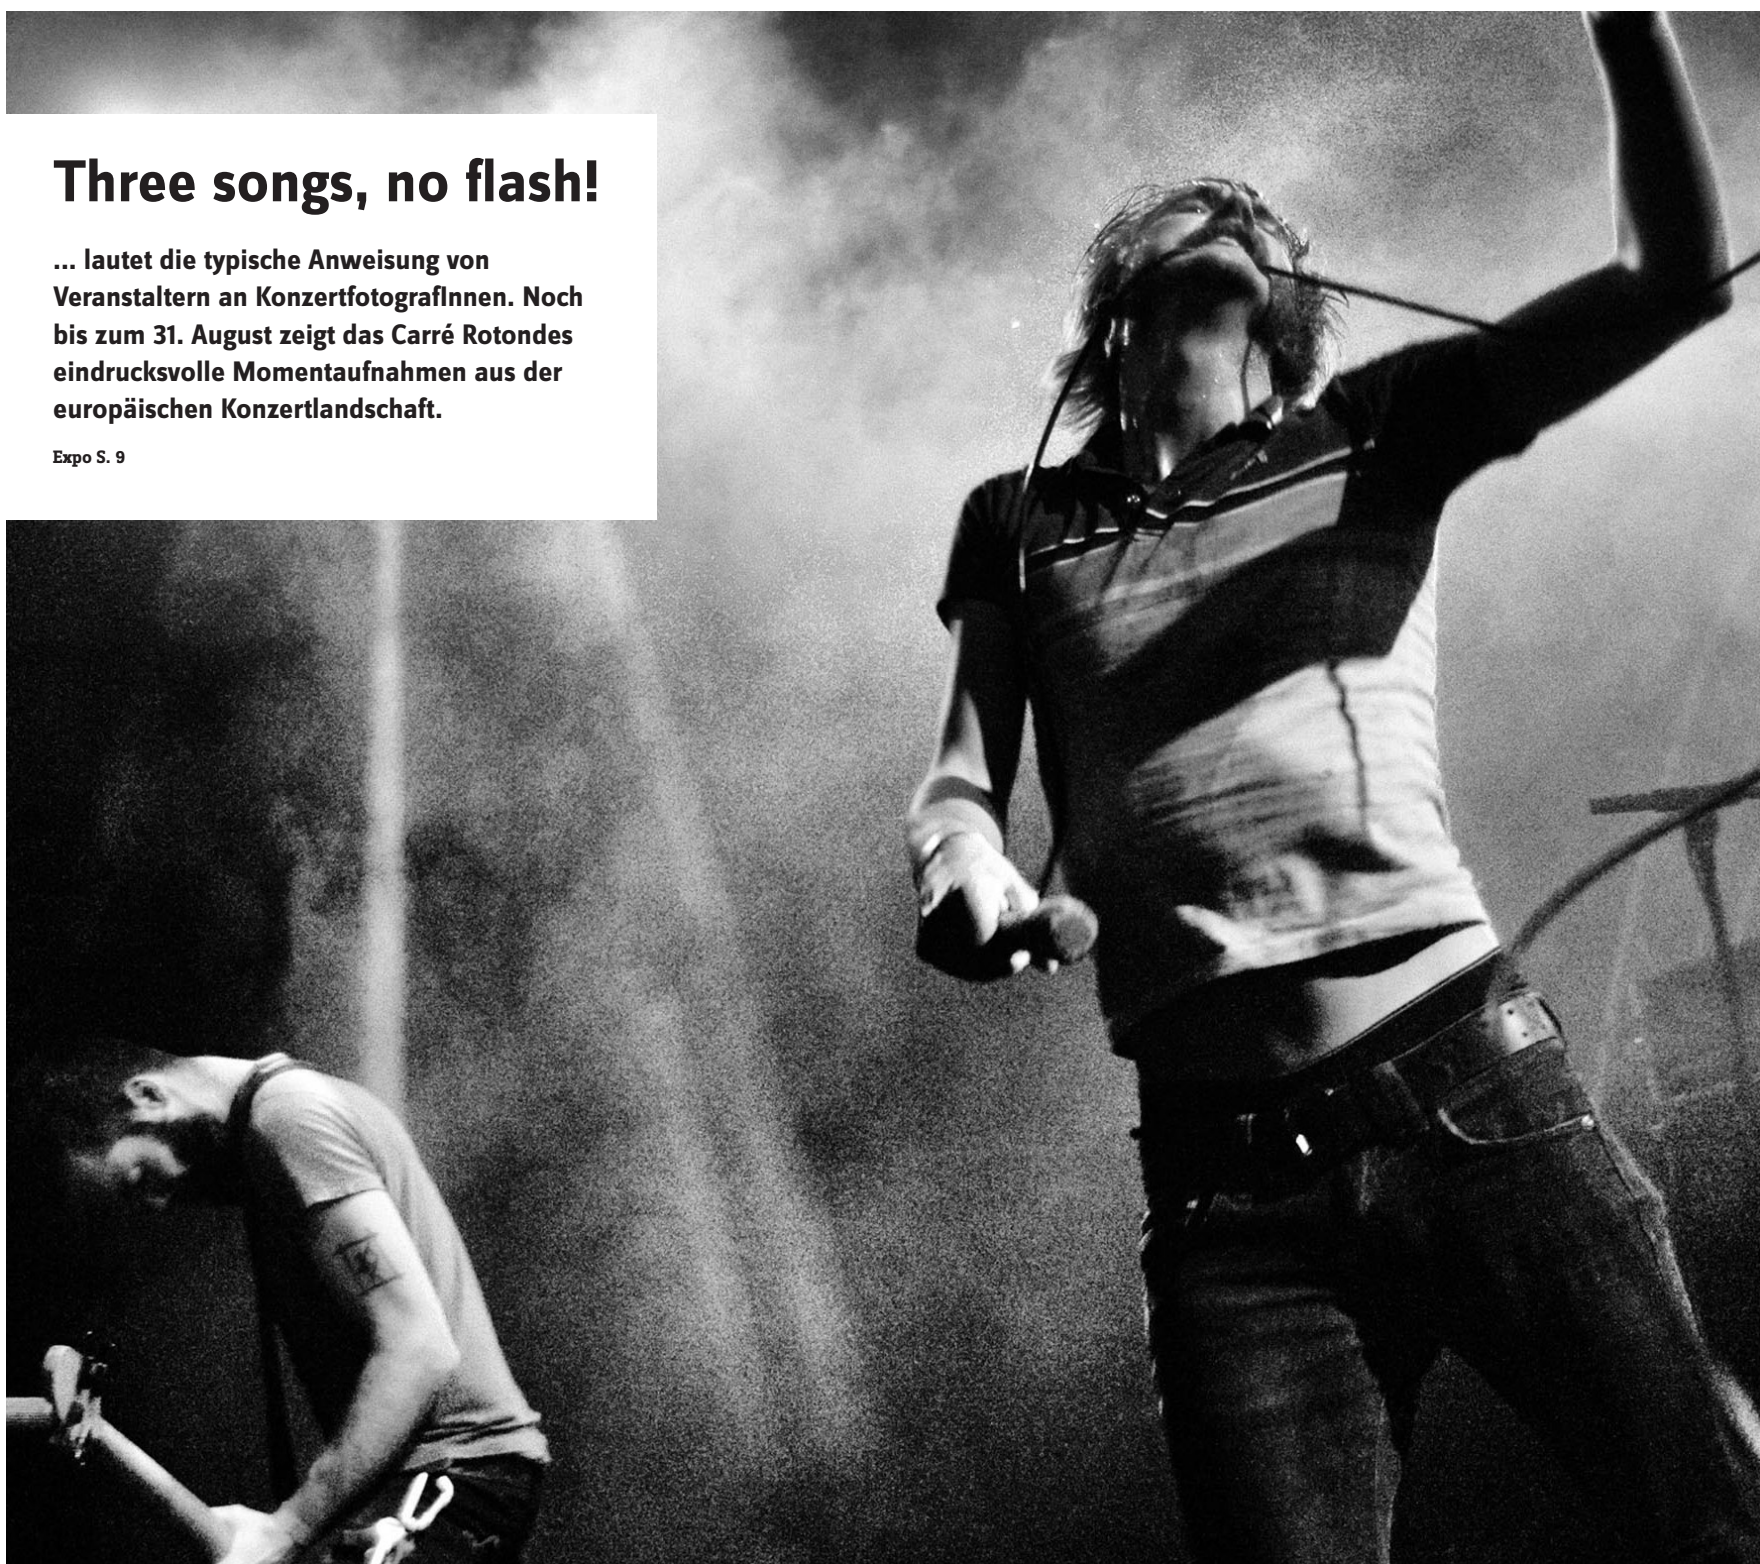 Three songs, no flash!
... lautet die typische Anweisung von
Veranstaltern an KonzertfotografInnen. Noch
bis zum 31. August zeigt das Carré Rotondes
eindrucksvolle Momentaufnahmen aus der
europäischen Konzertlandschaft.
Expo S. 9